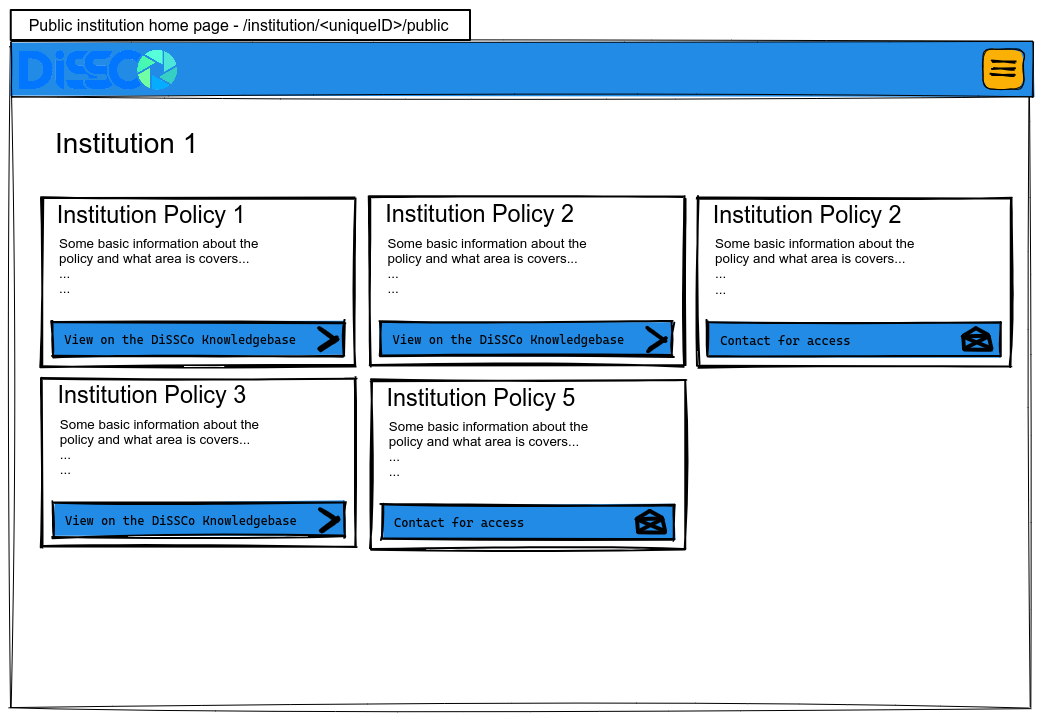 Public institution home page - /institution/<uniqueID>/public
DiSSCo
Institution 1
Institution Policy 1
Some basic information about the
policy and what area is covers...
...
...
View on the DiSSCo Knowledgebase
Institution Policy 2
Some basic information about the
policy and what area is covers...
...
...
View on the DiSSCo Knowledgebase
Institution Policy 2
Some basic information about the
policy and what area is covers...
...
...
Contact for access
Institution Policy 3
Some basic information about the
policy and what area is covers...
...
...
View on the DiSSCo Knowledgebase
Institution Policy 5
Some basic information about the
policy and what area is covers...
...
...
Contact for access